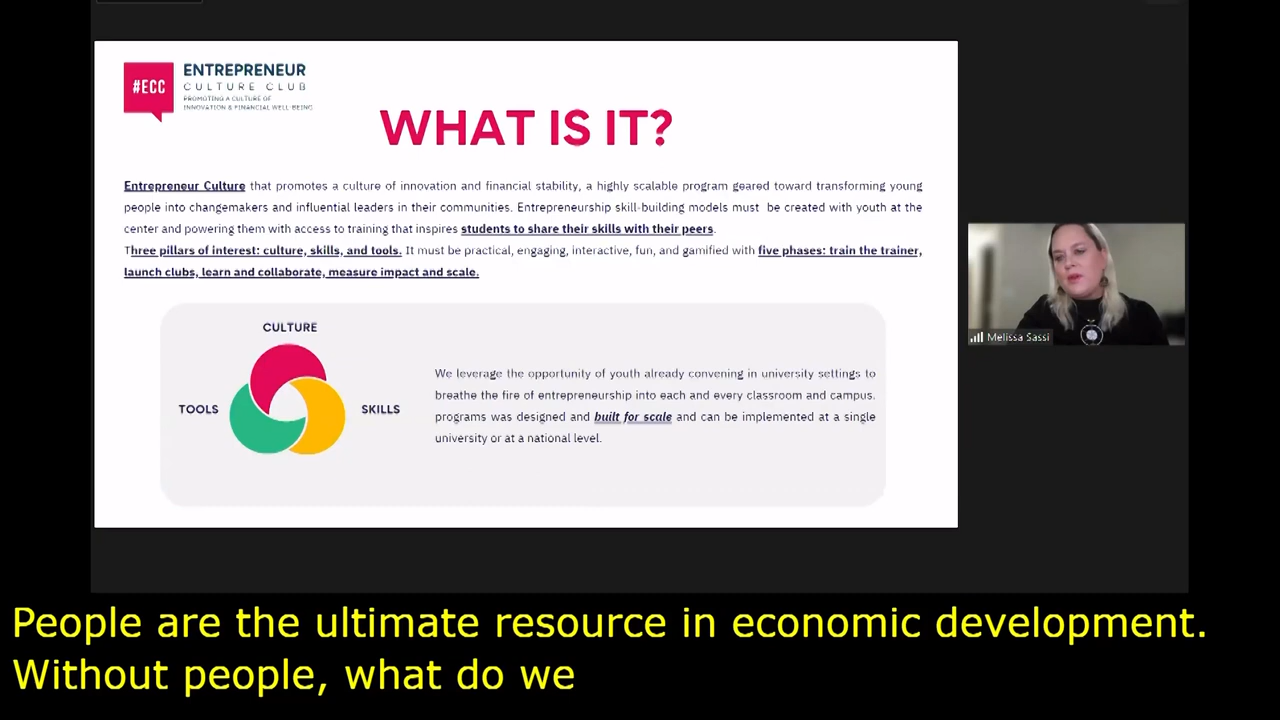 #ECC
ENTREPRENEUR
CULTURE CLUB
PROMOTING A CULTURE OF
INNOVATION & FINANCIAL WELL-BEING
WHAT IS IT?
Entrepreneur Culture that promotes a culture of innovation and financial stability, a highly scalable program geared toward transforming young
people into changemakers and influential leaders in their communities. Entrepreneurship skill-building models must be created with youth at the
center and powering them with access to training that inspires students to share their skills with their peers.
Three pillars of interest: culture, skills, and tools. It must be practical, engaging, interactive, fun, and gamified with five phases: train the trainer,
launch clubs, learn and collaborate, measure impact and scale.
CULTURE
TOOLS
SKILLS
We leverage the opportunity of youth already convening in university settings to
breathe the fire of entrepreneurship into each and every classroom and campus.
programs was designed and built for scale and can be implemented at a single
university or at a national level.
Melissa Sassi
People are the ultimate resource in economic development.
Without people, what do we